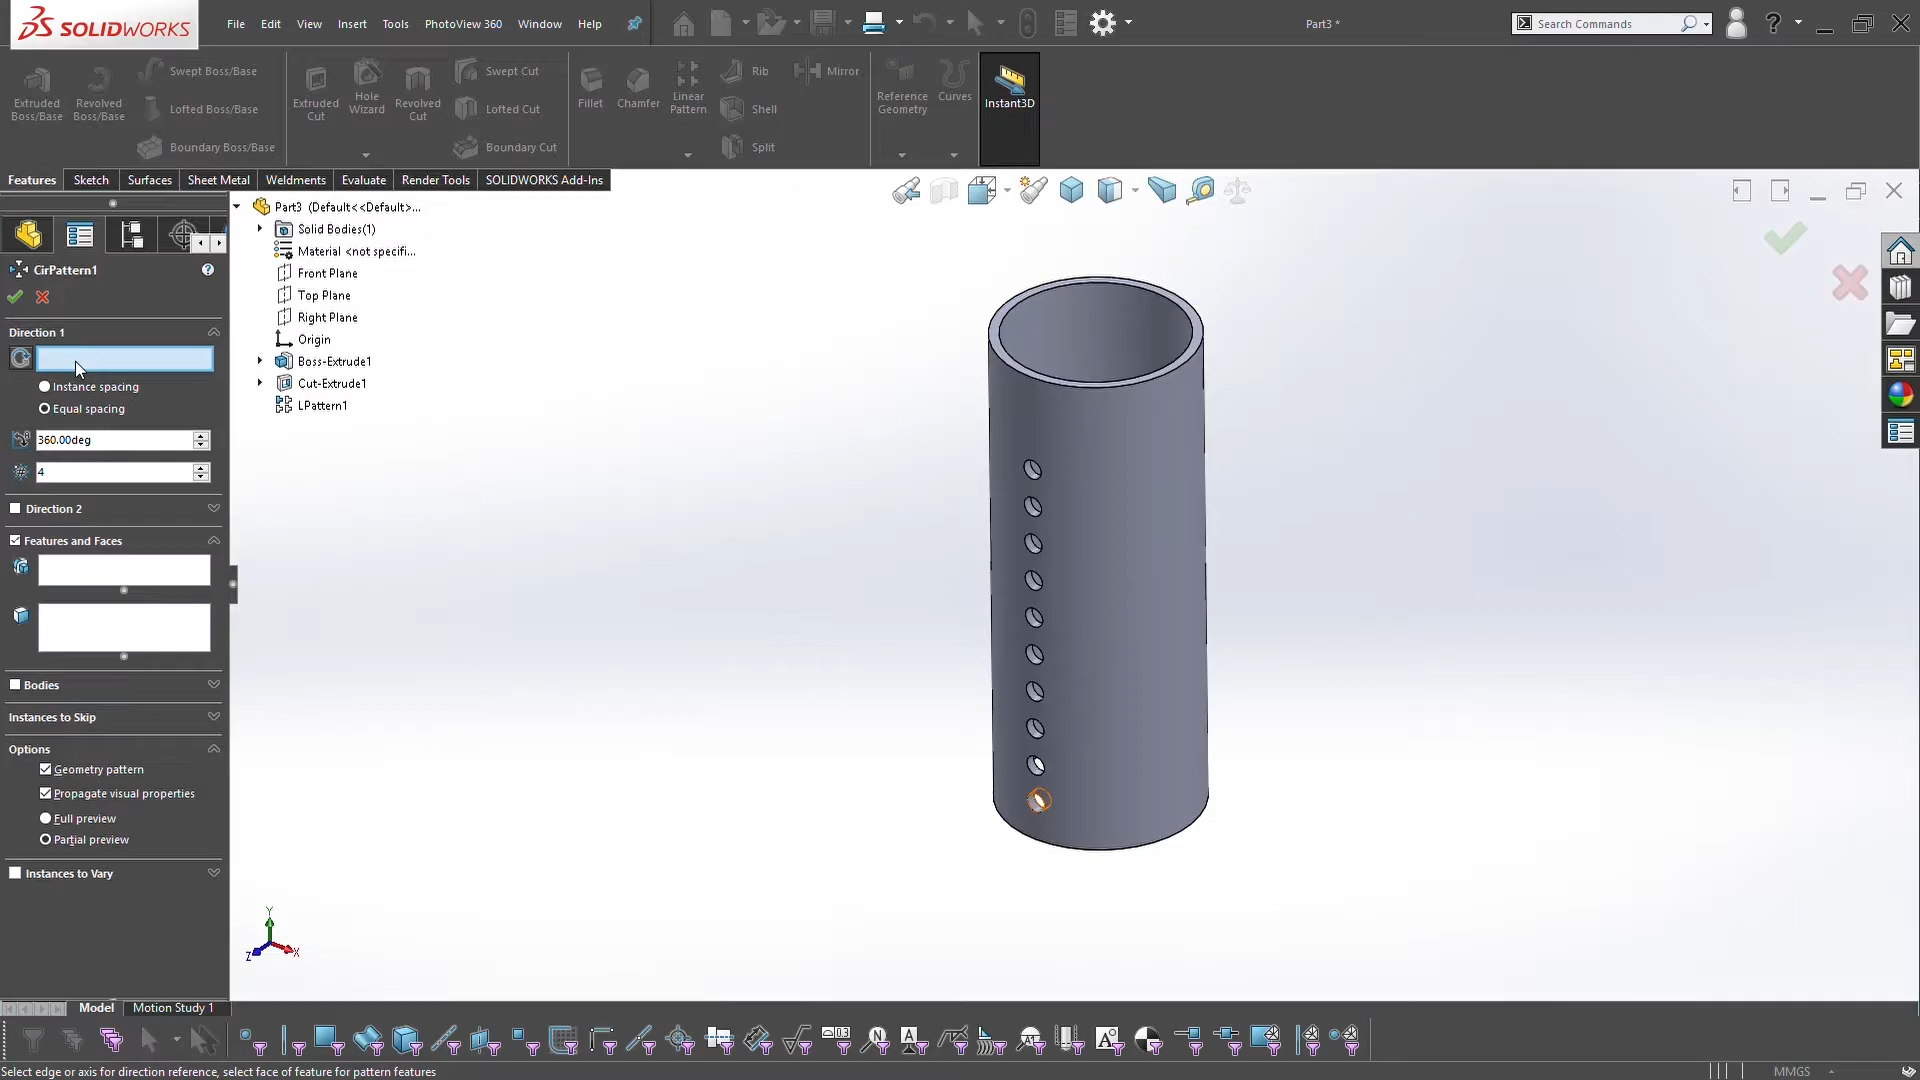 SOLIDWORKS
File Edit View Insert Tools PhotoView 360 Window Help
Part3 *
Search Commands
Extruded Boss/Base
Revolved Boss/Base
Swept Boss/Base
Lofted Boss/Base
Boundary Boss/Base
Extruded Cut
Hole Wizard
Revolved Cut
Swept Cut
Lofted Cut
Boundary Cut
Fillet
Chamfer
Linear Pattern
Rib
Shell
Split
Mirror
Reference Geometry
Curves
Instant3D
Features Sketch Surfaces Sheet Metal Weldments Evaluate Render Tools SOLIDWORKS Add-Ins
CirPattern1
Direction 1
Instance spacing
Equal spacing
360.00deg
4
Direction 2
Features and Faces
Bodies
Instances to Skip
Options
Geometry pattern
Propagate visual properties
Full preview
Partial preview
Instances to Vary
Part3 (Default<<Default>...
Solid Bodies(1)
Material <not specifi...
Front Plane
Top Plane
Right Plane
Origin
Boss-Extrude1
Cut-Extrude1
LPattern1
Y
Z
X
Model Motion Study 1
Select edge or axis for direction reference, select face of feature for pattern features
MMGS